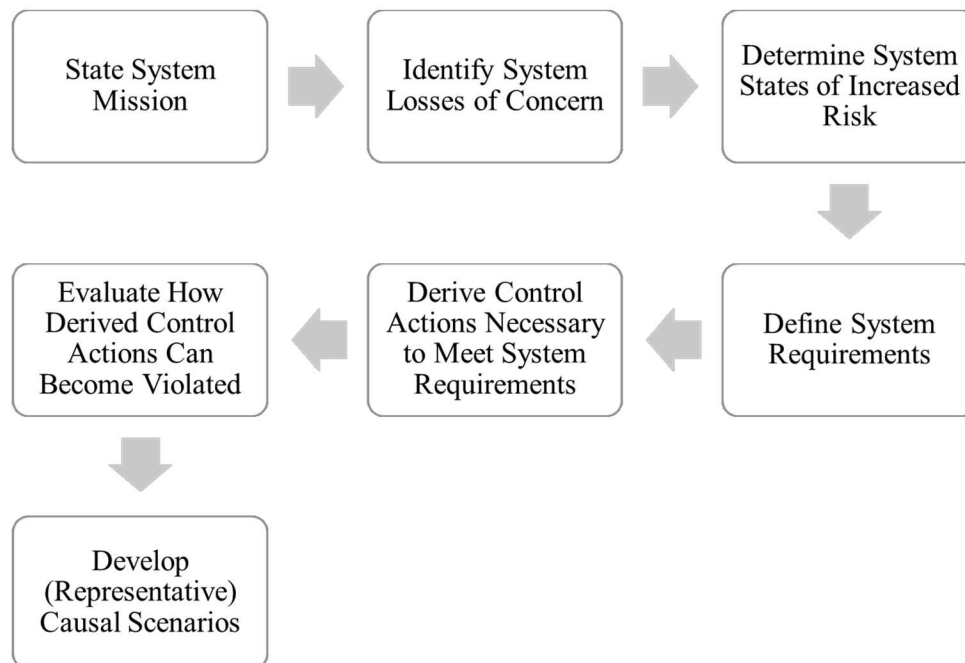 State System
Mission
Identify System
Losses of Concern
Determine System
States of Increased
Risk
Define System
Requirements
Derive Control
Actions Necessary
to Meet System
Requirements
Evaluate How
Derived Control
Actions Can
Become Violated
Develop
(Representative)
Causal Scenarios